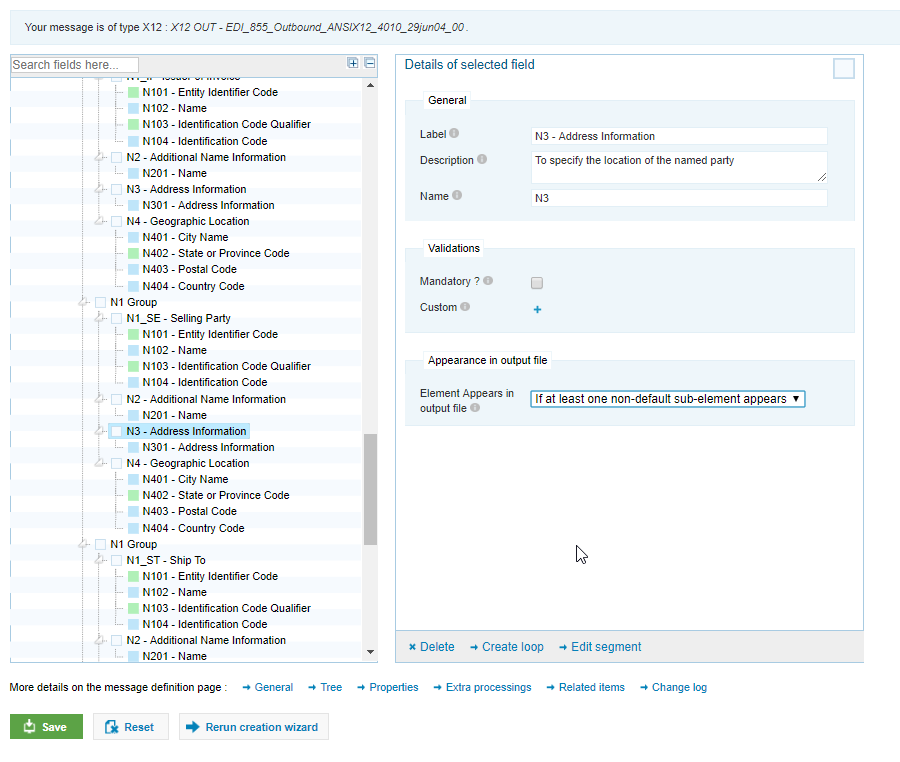 Your message is of type X12 : X12 OUT - EDI_855_Outbound_ANSIX12_4010_29jun04_00 .
Search fields here...
N1_IP - Issuer of Invoice
N101 - Entity Identifier Code
N102 - Name
N103 - Identification Code Qualifier
N104 - Identification Code
N2 - Additional Name Information
N201 - Name
N3 - Address Information
N301 - Address Information
N4 - Geographic Location
N401 - City Name
N402 - State or Province Code
N403 - Postal Code
N404 - Country Code
N1 Group
N1_SE - Selling Party
N101 - Entity Identifier Code
N102 - Name
N103 - Identification Code Qualifier
N104 - Identification Code
N2 - Additional Name Information
N201 - Name
N3 - Address Information
N301 - Address Information
N4 - Geographic Location
N401 - City Name
N402 - State or Province Code
N403 - Postal Code
N404 - Country Code
N1 Group
N1_ST - Ship To
N101 - Entity Identifier Code
N102 - Name
N103 - Identification Code Qualifier
N104 - Identification Code
N2 - Additional Name Information
N201 - Name
Details of selected field
General
Label
N3 - Address Information
Description
To specify the location of the named party
Name
N3
Validations
Mandatory ?
Custom
Appearance in output file
Element Appears in
output file
If at least one non-default sub-element appears
Delete
Create loop
Edit segment
More details on the message definition page :
General
Tree
Properties
Extra processings
Related items
Change log
Save
Reset
Rerun creation wizard